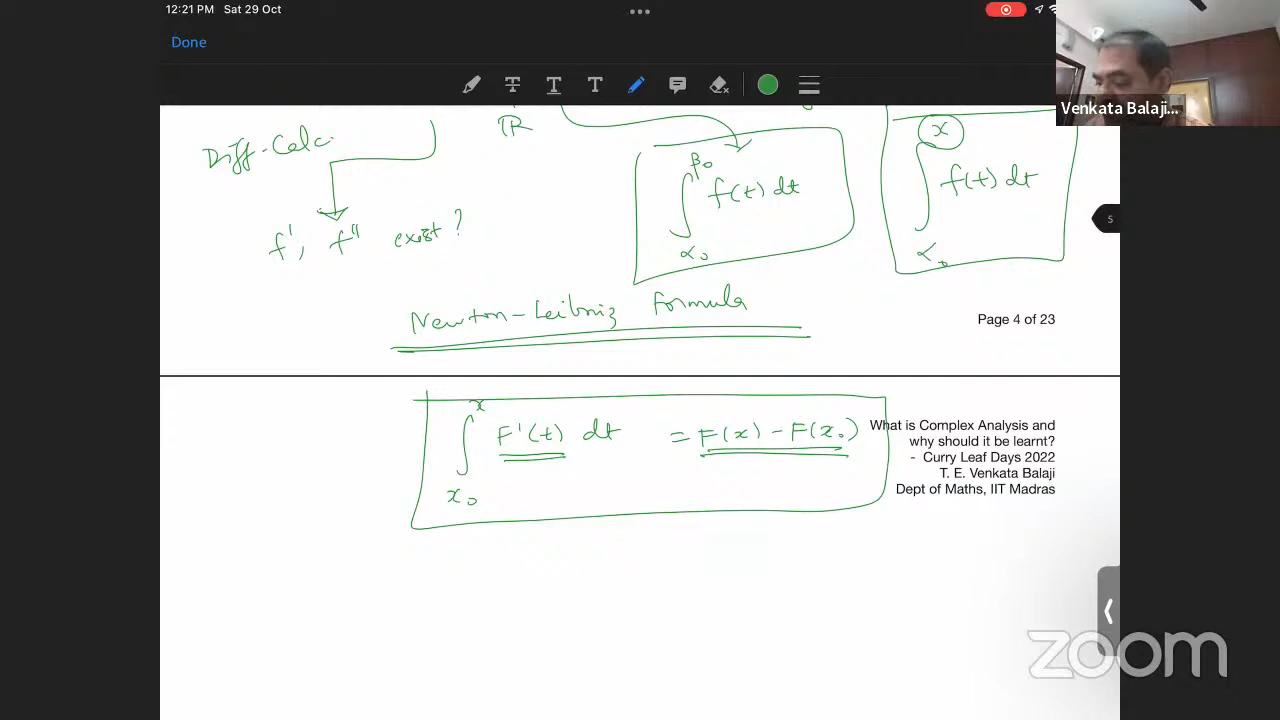 12:21 PM Sat 29 Oct
Done
Venkata Balaji...
Diff-Calc
IR
∫_{α₀}^{β₀} f(t) dt
∫_{α₀}^{x} f(t) dt
f', f'' exist?
5
Newton-Leibniz Formula
Page 4 of 23
∫_{x₀}^{x} F'(t) dt = F(x) - F(x₀)
What is Complex Analysis and
why should it be learnt?
- Curry Leaf Days 2022
T. E. Venkata Balaji
Dept of Maths, IIT Madras
zoom